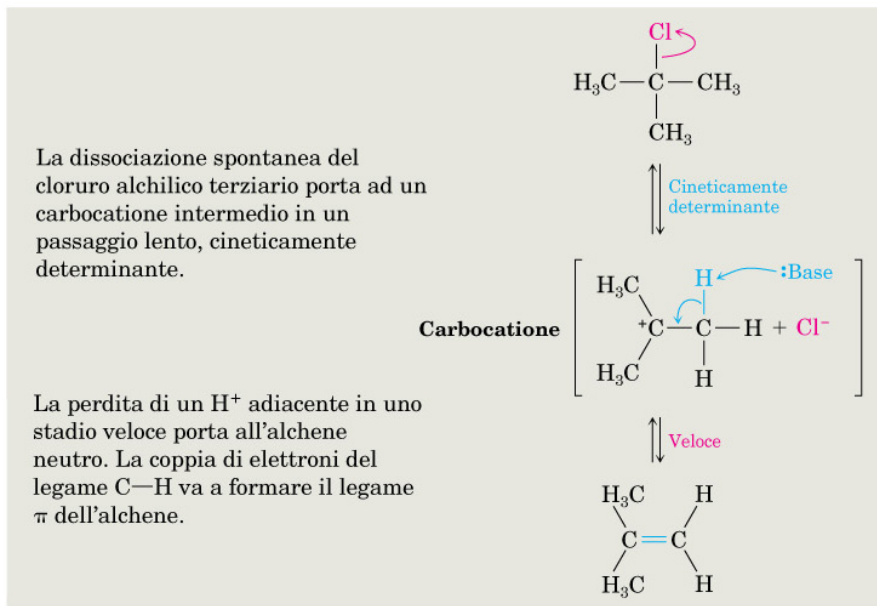 Cl
H₃C—C—CH₃
CH₃
La dissociazione spontanea del
cloruro alchilico terziario porta ad un
carbocatione intermedio in un
passaggio lento, cineticamente
determinante.
Cineticamente
determinante
H₃C H :Base
Carbocatione ⁺C—C—H + Cl⁻
H₃C H
La perdita di un H⁺ adiacente in uno
stadio veloce porta all’alchene
neutro. La coppia di elettroni del
legame C—H va a formare il legame
π dell’alchene.
Veloce
H₃C H
C=C
H₃C H